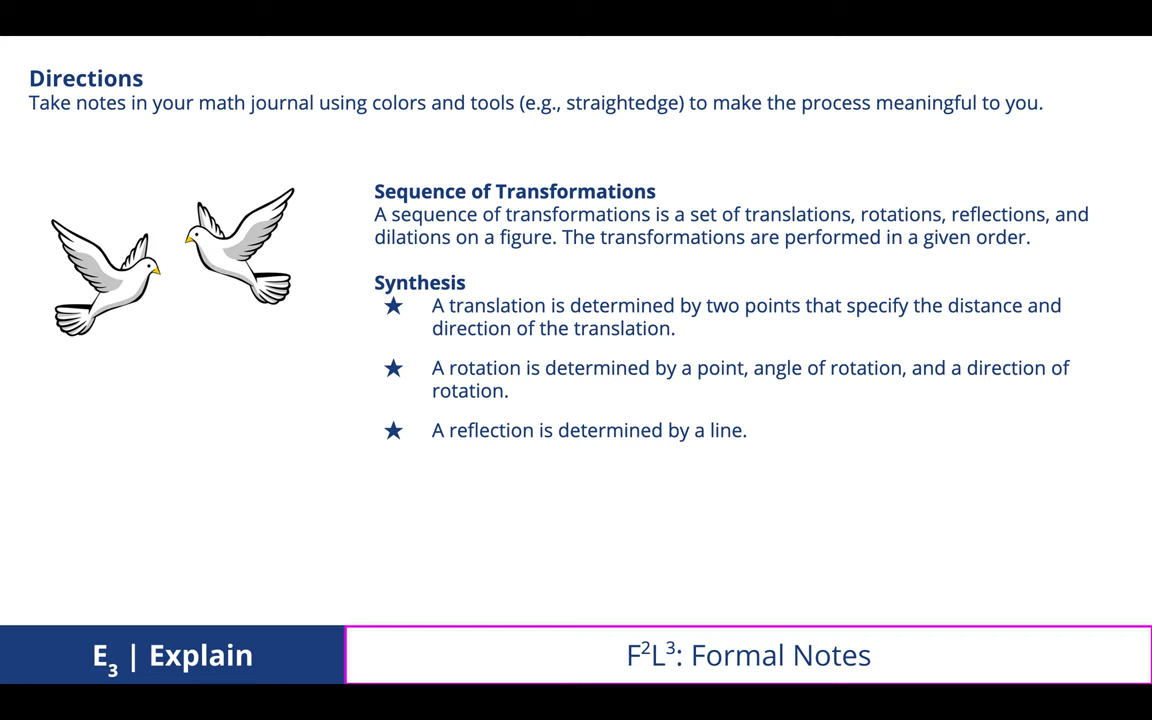 Directions
Take notes in your math journal using colors and tools (e.g., straightedge) to make the process meaningful to you.
Sequence of Transformations
A sequence of transformations is a set of translations, rotations, reflections, and
dilations on a figure. The transformations are performed in a given order.
Synthesis
★ A translation is determined by two points that specify the distance and
direction of the translation.
★ A rotation is determined by a point, angle of rotation, and a direction of
rotation.
★ A reflection is determined by a line.
E₃ | Explain
F²L³: Formal Notes